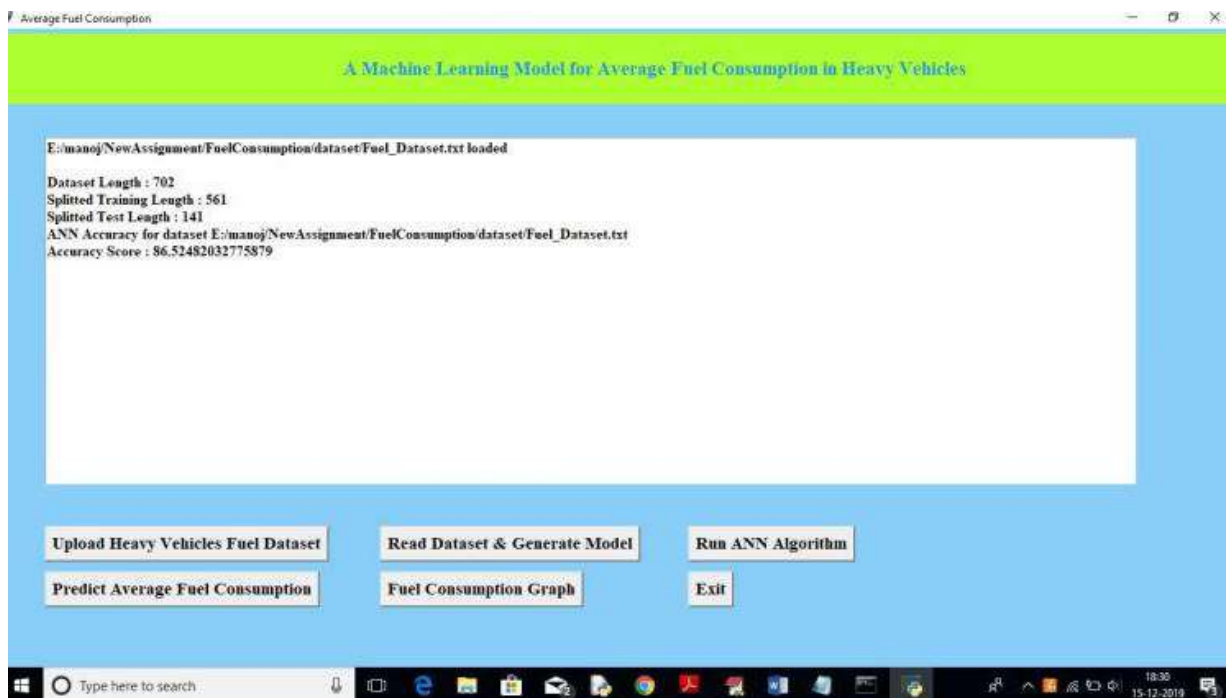 Average Fuel Consumption
A Machine Learning Model for Average Fuel Consumption in Heavy Vehicles
E:/manoj/NewAssignment/FuelConsumption/dataset/Fuel_Dataset.txt loaded
Dataset Length : 702
Splitted Training Length : 561
Splitted Test Length : 141
ANN Accuracy for dataset E:/manoj/NewAssignment/FuelConsumption/dataset/Fuel_Dataset.txt
Accuracy Score : 86.52482032775879
Upload Heavy Vehicles Fuel Dataset
Read Dataset & Generate Model
Run ANN Algorithm
Predict Average Fuel Consumption
Fuel Consumption Graph
Exit
Type here to search
18:30